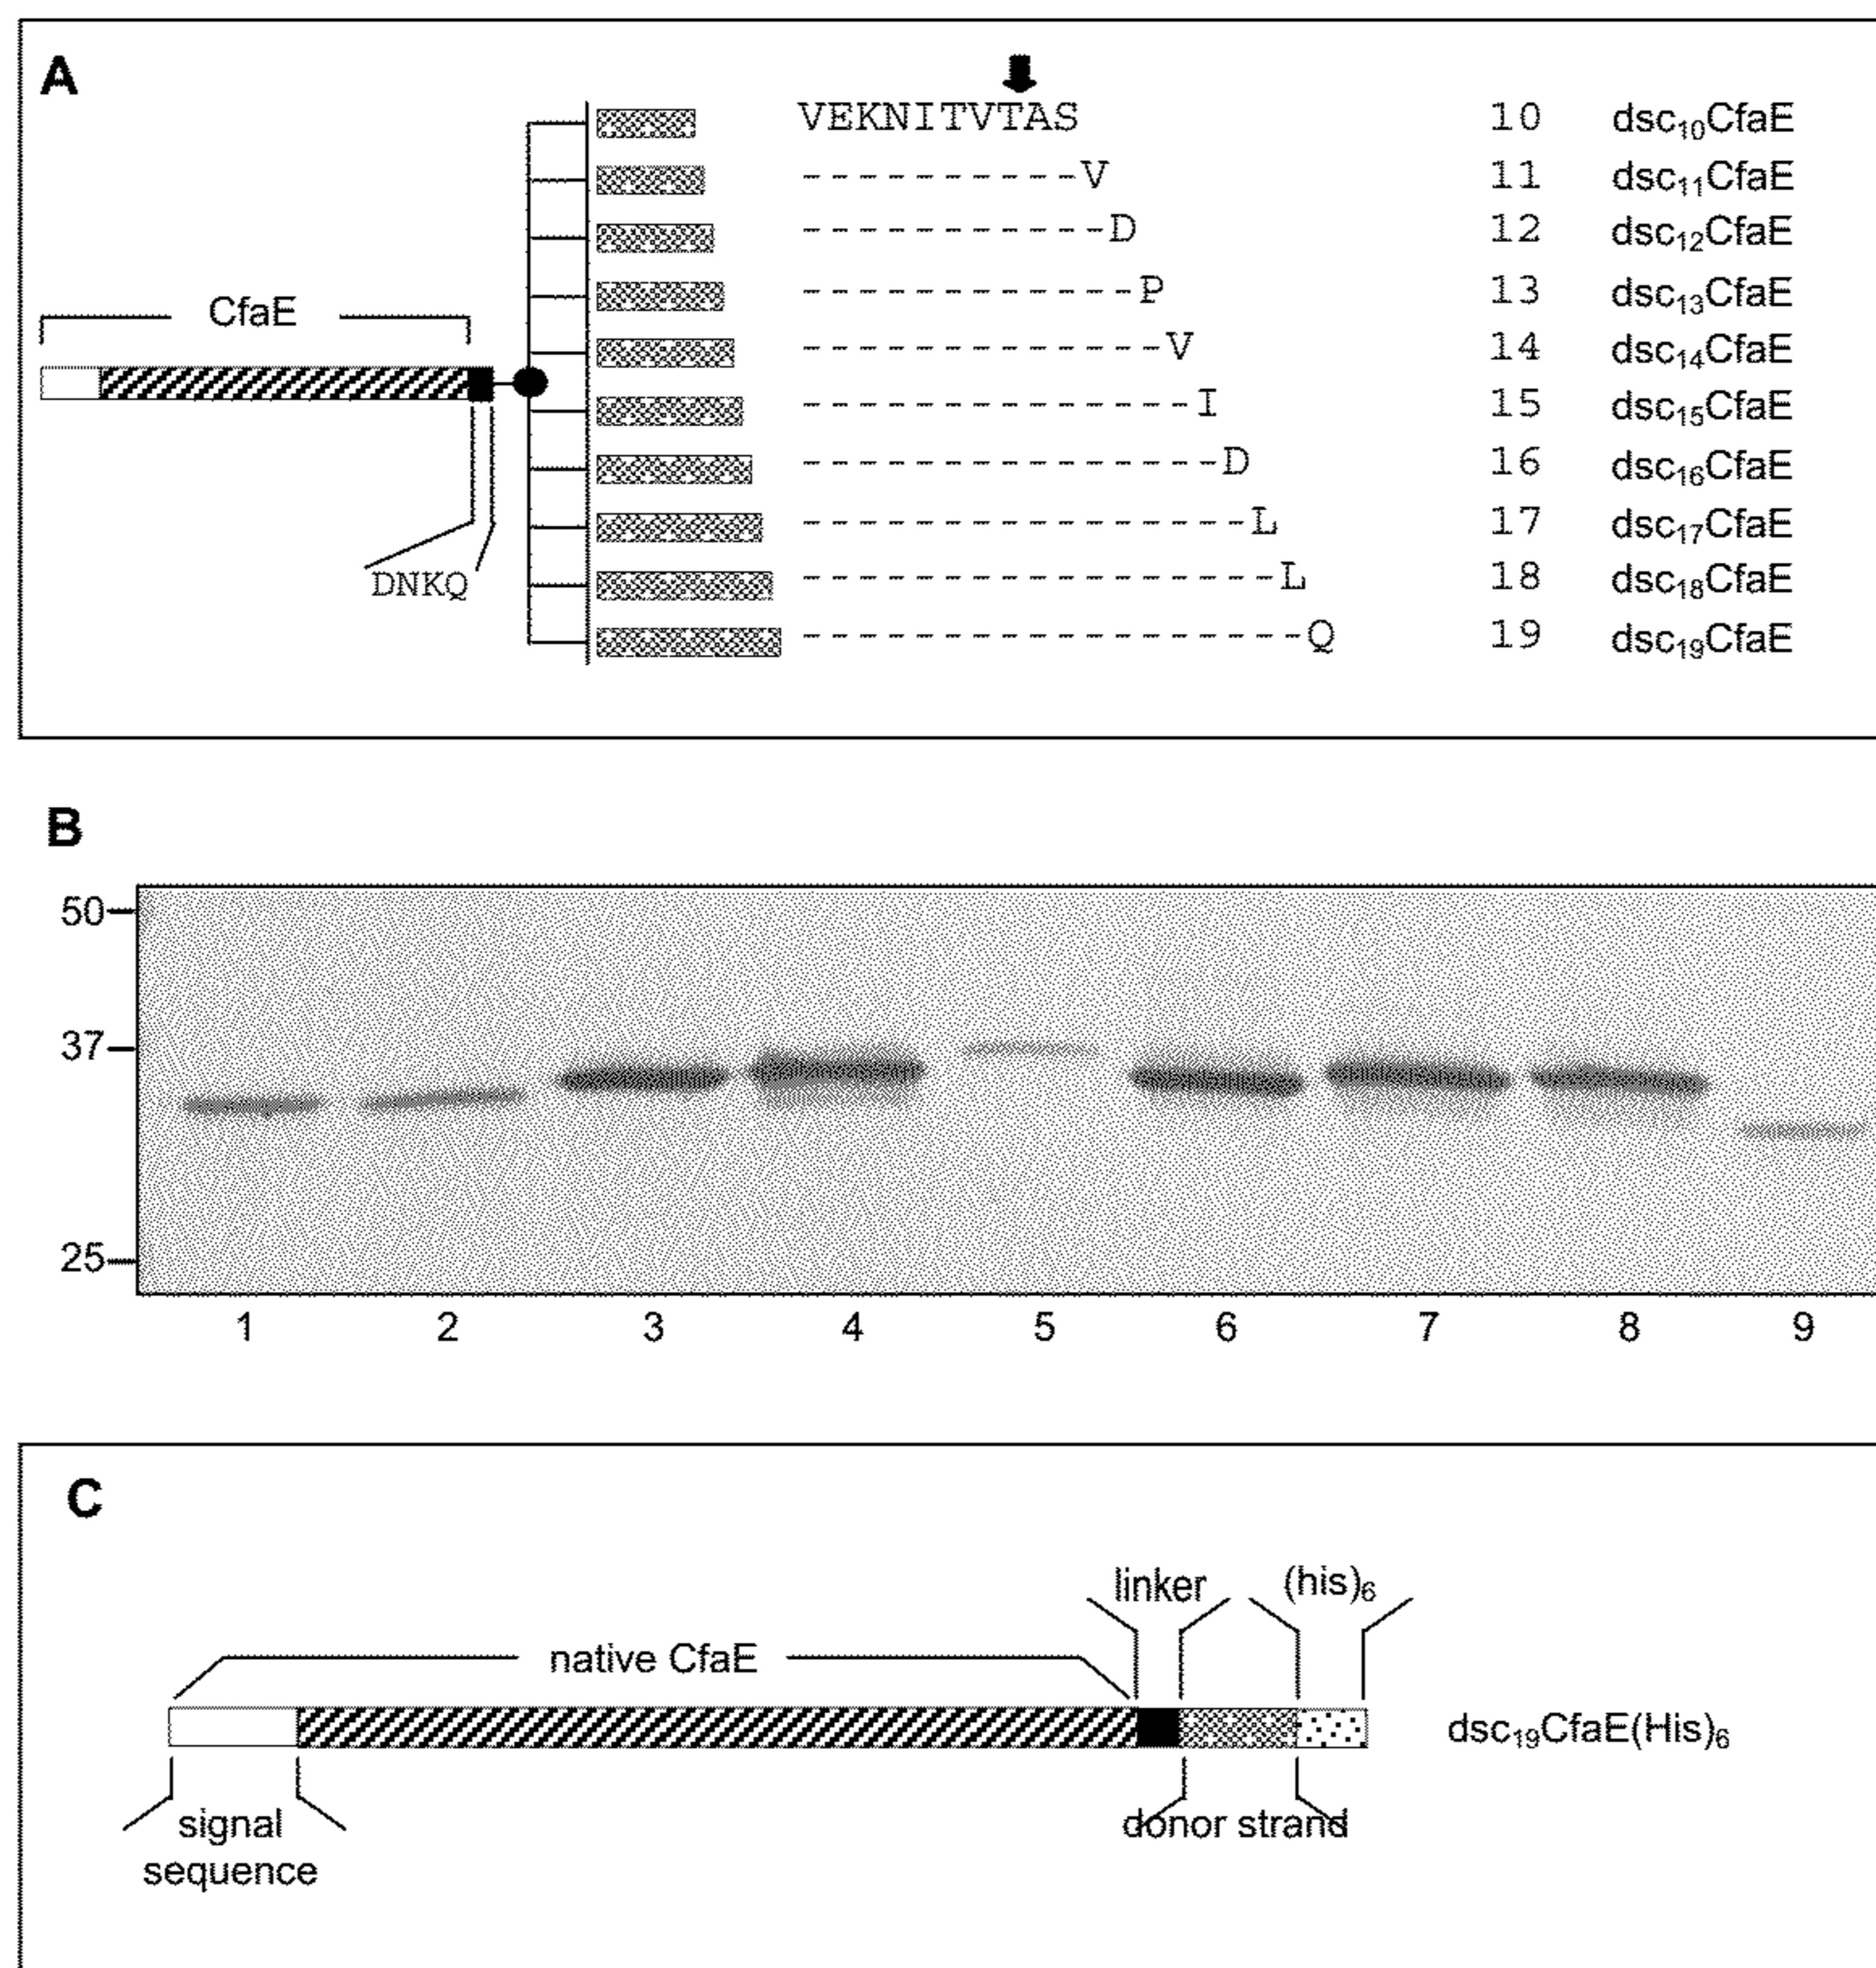 A
VEKNITVTAS 10 dsc10CfaE
----------V 11 dsc11CfaE
-----------D 12 dsc12CfaE
------------P 13 dsc13CfaE
CfaE
-------------V 14 dsc14CfaE
--------------I 15 dsc15CfaE
---------------D 16 dsc16CfaE
----------------L 17 dsc17CfaE
DNKQ
-----------------L 18 dsc18CfaE
------------------Q 19 dsc19CfaE
B
50
37
25
1 2 3 4 5 6 7 8 9
C
linker (his)6
native CfaE
dsc19CfaE(His)6
signal
sequence
donor strand